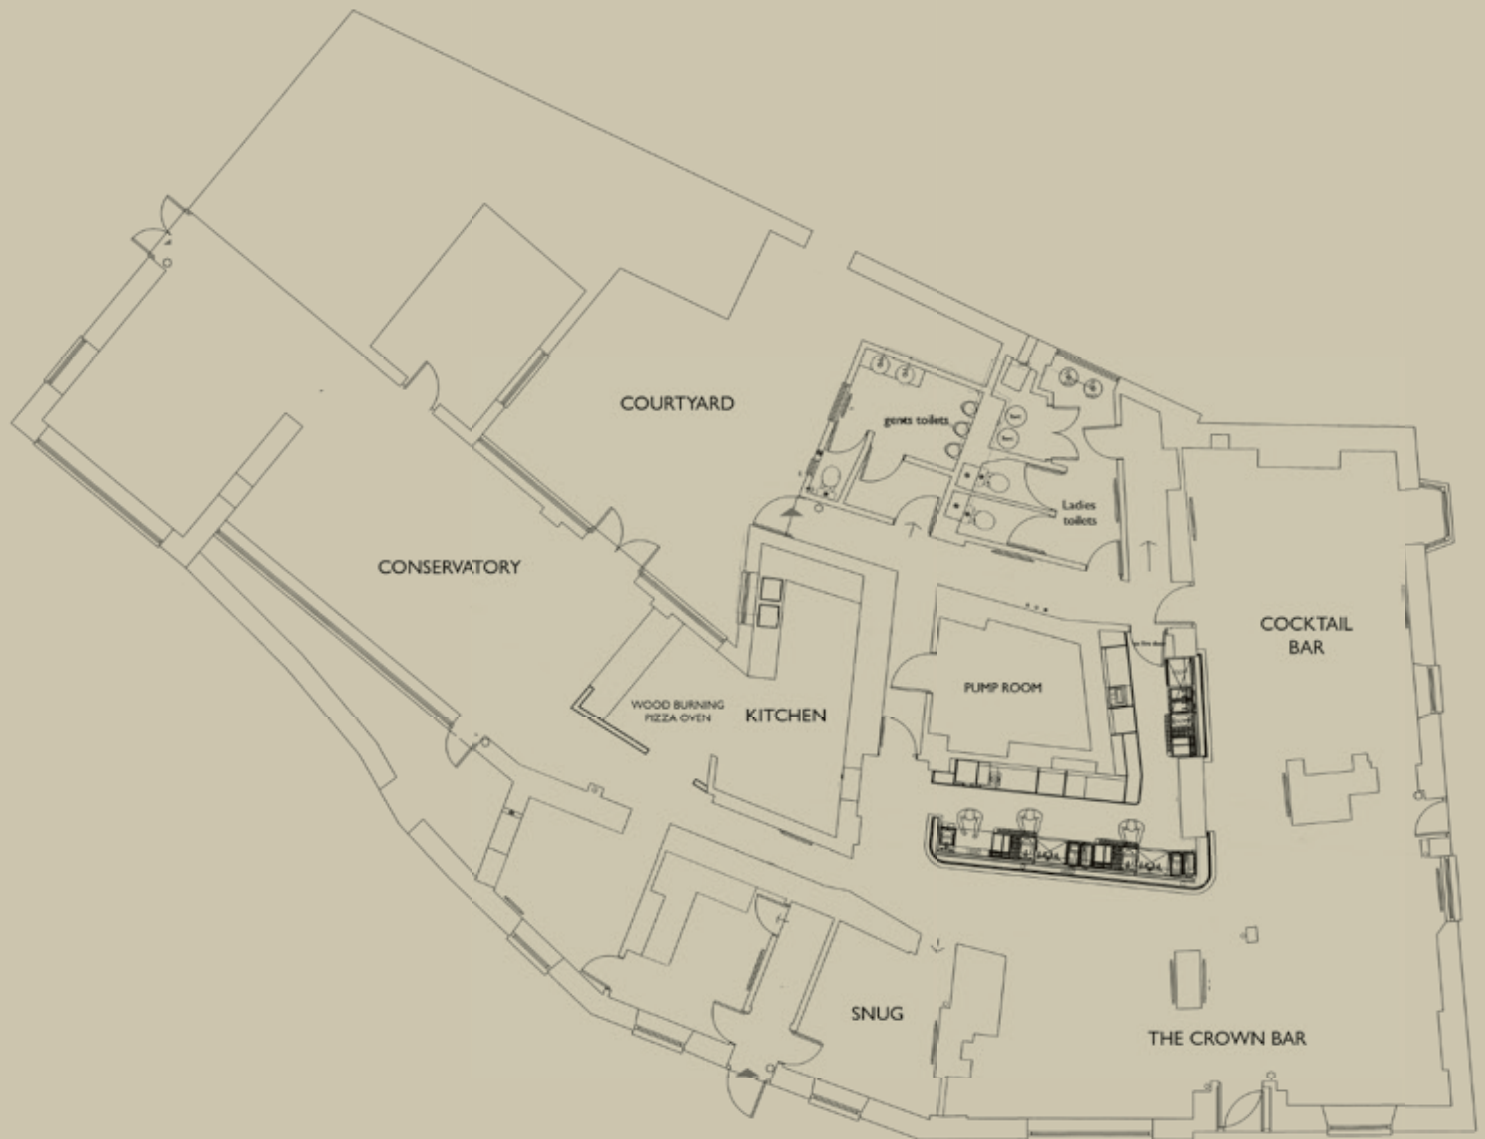 COURTYARD
gents toilets
Ladies
toilets
CONSERVATORY
COCKTAIL
BAR
PUMP ROOM
WOOD BURNING
PIZZA OVEN
KITCHEN
SNUG
THE CROWN BAR